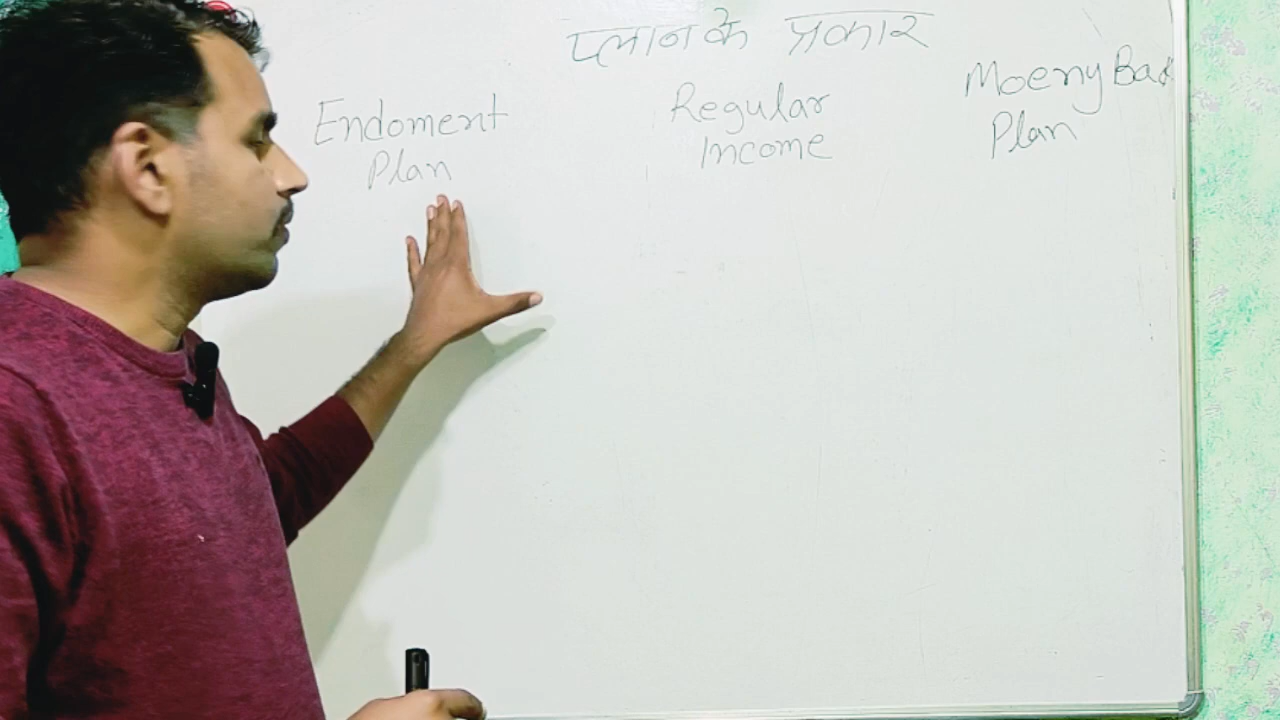 प्लान के प्रकार
Endoment
Plan
Regular
Income
Moeny Bac
Plan